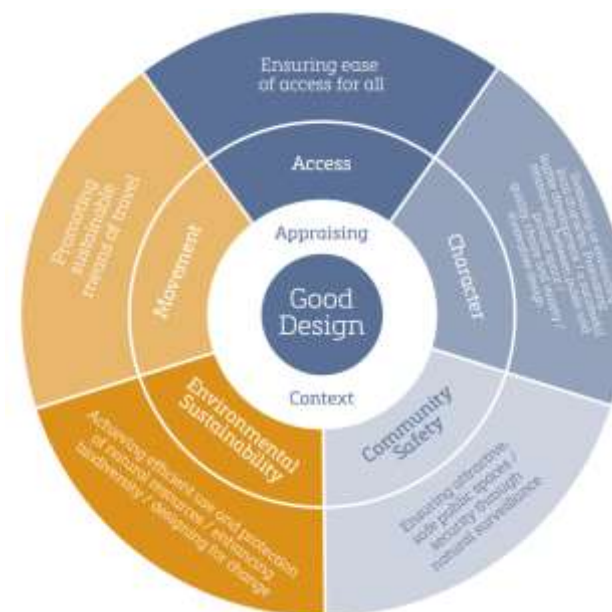 Ensuring ease
of access for all
Access
Character
Community
Safety
Ensuring attractive,
safe public spaces /
security through
natural surveillance
Environmental
Sustainability
Achieving efficient use and protection
of natural resources / enhancing
biodiversity / designing for change
Movement
Promoting
sustainable
means of travel
Appraising
Good
Design
Context